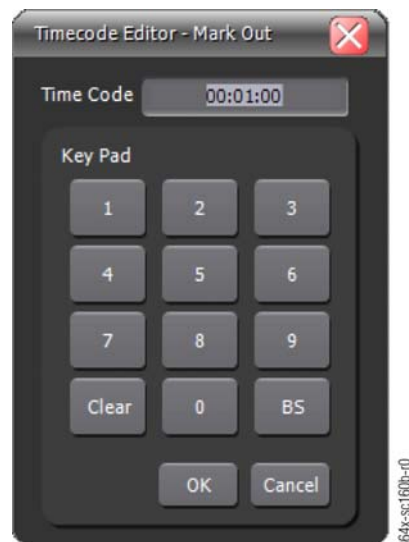 Timecode Editor - Mark Out
Time Code 00:01:00
Key Pad
1 2 3
4 5 6
7 8 9
Clear 0 BS
OK Cancel
64x-sc160b-r0